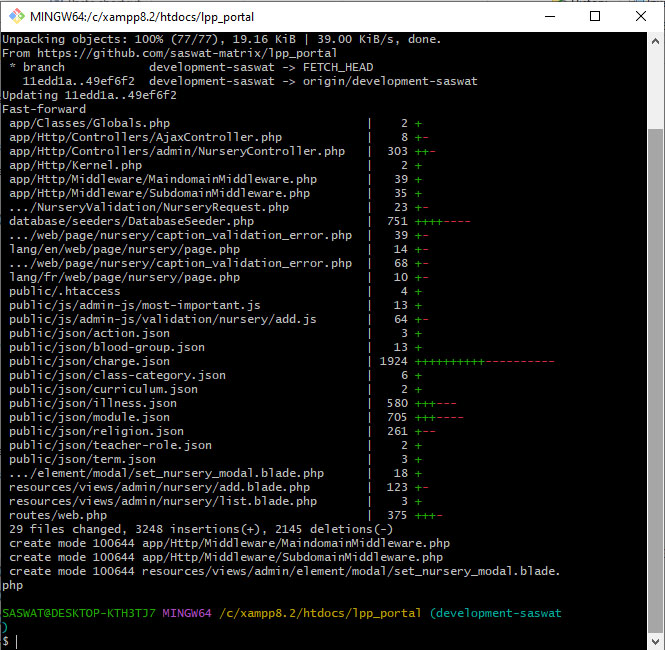 MINGW64:/c/xampp8.2/htdocs/lpp_portal
Unpacking objects: 100% (77/77), 19.16 KiB | 39.00 KiB/s, done.
From https://github.com/saswat-matrix/lpp_portal
 * branch            development-saswat -> FETCH_HEAD
   11edd1a..49ef6f2  development-saswat -> origin/development-saswat
Updating 11edd1a..49ef6f2
Fast-forward
 app/Classes/Globals.php                            |    2 +
 app/Http/Controllers/AjaxController.php            |    8 +-
 app/Http/Controllers/admin/NurseryController.php   |  303 ++-
 app/Http/Kernel.php                                |    2 +
 app/Http/Middleware/MaindomainMiddleware.php       |   39 +
 app/Http/Middleware/SubdomainMiddleware.php        |   35 +
 .../NurseryValidation/NurseryRequest.php           |   23 +-
 database/seeders/DatabaseSeeder.php                |  751 ++++----
 .../web/page/nursery/caption_validation_error.php  |   39 +-
 lang/en/web/page/nursery/page.php                  |   14 +-
 .../web/page/nursery/caption_validation_error.php  |   68 +-
 lang/fr/web/page/nursery/page.php                  |   10 +-
 public/.htaccess                                   |    4 +
 public/js/admin-js/most-important.js               |   13 +
 public/js/admin-js/validation/nursery/add.js       |   64 +-
 public/json/action.json                            |    3 +
 public/json/blood-group.json                       |   13 +
 public/json/charge.json                            | 1924 ++++++++++----------
 public/json/class-category.json                    |    6 +
 public/json/curriculum.json                        |    2 +
 public/json/illness.json                           |  580 +++---
 public/json/module.json                            |  705 +++----
 public/json/religion.json                          |  261 +--
 public/json/teacher-role.json                      |    2 +
 public/json/term.json                              |    3 +
 .../element/modal/set_nursery_modal.blade.php      |   18 +
 resources/views/admin/nursery/add.blade.php        |  123 +-
 resources/views/admin/nursery/list.blade.php       |    3 +
 routes/web.php                                     |  375 +++-
 29 files changed, 3248 insertions(+), 2145 deletions(-)
 create mode 100644 app/Http/Middleware/MaindomainMiddleware.php
 create mode 100644 app/Http/Middleware/SubdomainMiddleware.php
 create mode 100644 resources/views/admin/element/modal/set_nursery_modal.blade.
php
SASWAT@DESKTOP-KTH3TJ7 MINGW64 /c/xampp8.2/htdocs/lpp_portal (development-saswat
)
$